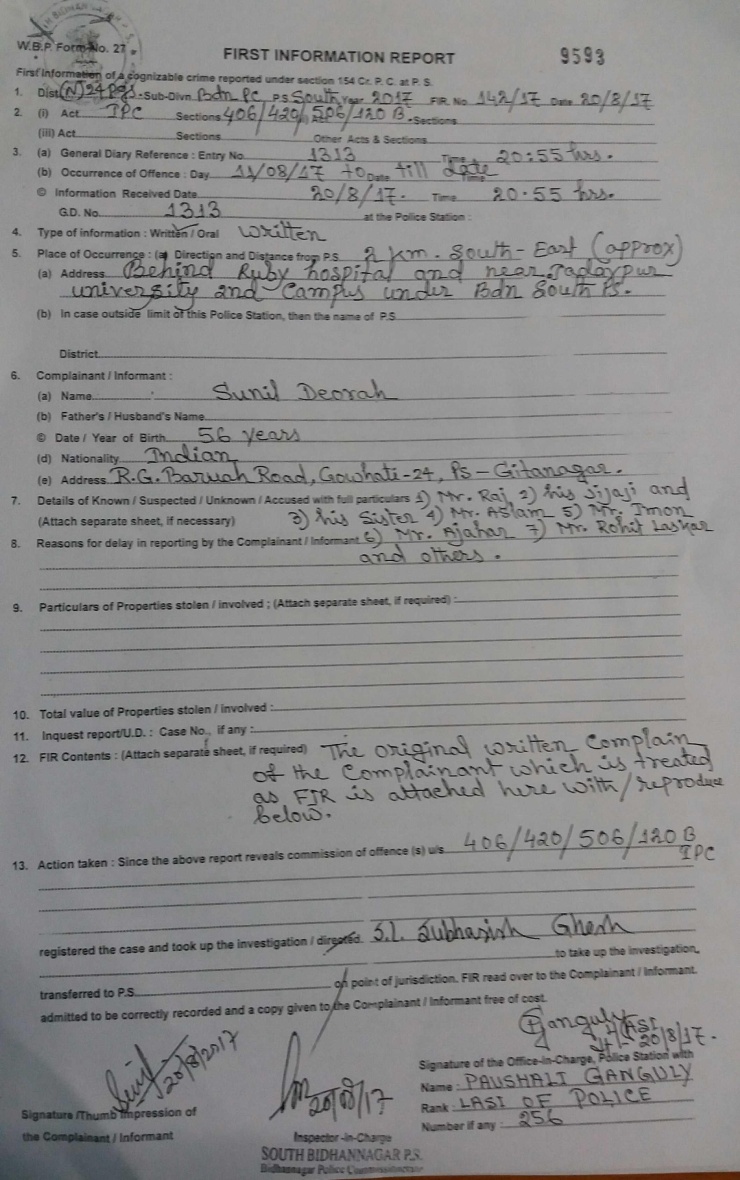 W.B.P. Form No. 27
FIRST INFORMATION REPORT 9593
First Information of a cognizable crime reported under section 154 Cr. P. C. at P. S.
1. Dist. (N) 24 Pgs. Sub-Divn. Bdn PC P.S South Year 2017 FIR. No 142/17 Date 20/8/17
2. (i) Act IPC Sections 406/420/506/120 B. Sections
(iii) Act Sections Other Acts & Sections
3. (a) General Diary Reference : Entry No 1313 Time 20:55 hrs.
(b) Occurrence of Offence : Day 11/08/17 to Date till date Time
© Information Received Date 20/8/17. Time 20.55 hrs.
G.D. No. 1313 at the Police Station :
4. Type of information : Written / Oral Written
5. Place of Occurrence : (a) Direction and Distance from P.S 2 km. South-East (approx)
(a) Address Behind Ruby hospital and near Jadavpur
university and Campus under Bdn South PS.
(b) In case outside limit of this Police Station, then the name of P.S
District
6. Complainant / Informant :
(a) Name Sunil Deorah
(b) Father's / Husband's Name
© Date / Year of Birth 56 years
(d) Nationality Indian
(e) Address R.G. Baruah Road, Gowhati-24, PS - Gitanagar.
7. Details of Known / Suspected / Unknown / Accused with full particulars 1) Mr. Raj, 2) his Jijaji and
(Attach separate sheet, if necessary) 3) his Sister 4) Mr. Aslam 5) Mr. Imon
8. Reasons for delay in reporting by the Complainant / Informant 6) Mr. Ajahar 7) Mr. Rohit Laskar
and others.
9. Particulars of Properties stolen / involved ; (Attach separate sheet, if required) :
10. Total value of Properties stolen / involved :
11. Inquest report/U.D. : Case No., if any :
12. FIR Contents : (Attach separate sheet, if required) The original written Complain
of the Complainant which is treated
as FIR is attached here with/reproduce
below.
13. Action taken : Since the above report reveals commission of offence (s) u/s 406/420/506/120B
IPC
registered the case and took up the investigation / directed. S.I. Subhasish Ghosh
to take up the investigation,
transferred to P.S. on point of jurisdiction. FIR read over to the Complainant / Informant.
admitted to be correctly recorded and a copy given to the Complainant / Informant free of cost.
PGanguly
20/8/2017 20/8/17.
Signature of the Office-in-Charge, Police Station with
20/08/17 Name : PAUSHALI GANGULY
Signature /Thumb Impression of Rank : LASI OF POLICE
the Complainant / Informant Inspector-in-Charge Number if any : 256
SOUTH BIDHANNAGAR P.S.
Bidhannagar Police Commissionerate